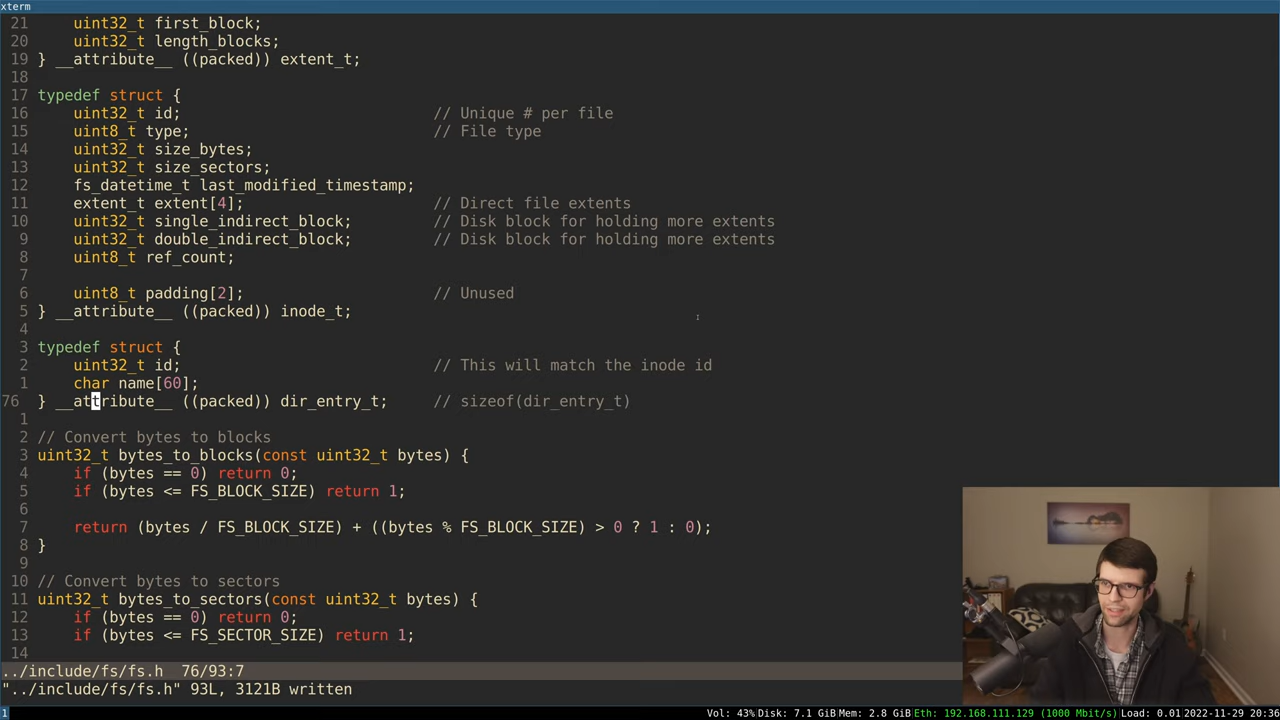 xterm
21 uint32_t first_block;
20 uint32_t length_blocks;
19 } __attribute__ ((packed)) extent_t;
18
17 typedef struct {
16 uint32_t id; // Unique # per file
15 uint8_t type; // File type
14 uint32_t size_bytes;
13 uint32_t size_sectors;
12 fs_datetime_t last_modified_timestamp;
11 extent_t extent[4]; // Direct file extents
10 uint32_t single_indirect_block; // Disk block for holding more extents
9 uint32_t double_indirect_block; // Disk block for holding more extents
8 uint8_t ref_count;
7
6 uint8_t padding[2]; // Unused
5 } __attribute__ ((packed)) inode_t;
4
3 typedef struct {
2 uint32_t id; // This will match the inode id
1 char name[60];
76 } __attribute__ ((packed)) dir_entry_t; // sizeof(dir_entry_t)
1
2 // Convert bytes to blocks
3 uint32_t bytes_to_blocks(const uint32_t bytes) {
4 if (bytes == 0) return 0;
5 if (bytes <= FS_BLOCK_SIZE) return 1;
6
7 return (bytes / FS_BLOCK_SIZE) + ((bytes % FS_BLOCK_SIZE) > 0 ? 1 : 0);
8 }
9
10 // Convert bytes to sectors
11 uint32_t bytes_to_sectors(const uint32_t bytes) {
12 if (bytes == 0) return 0;
13 if (bytes <= FS_SECTOR_SIZE) return 1;
14
../include/fs/fs.h 76/93:7
"../include/fs/fs.h" 93L, 3121B written
1 Vol: 43% Disk: 7.1 GiB Mem: 2.8 GiB Eth: 192.168.111.129 (1000 Mbit/s) Load: 0.01 2022-11-29 20:36